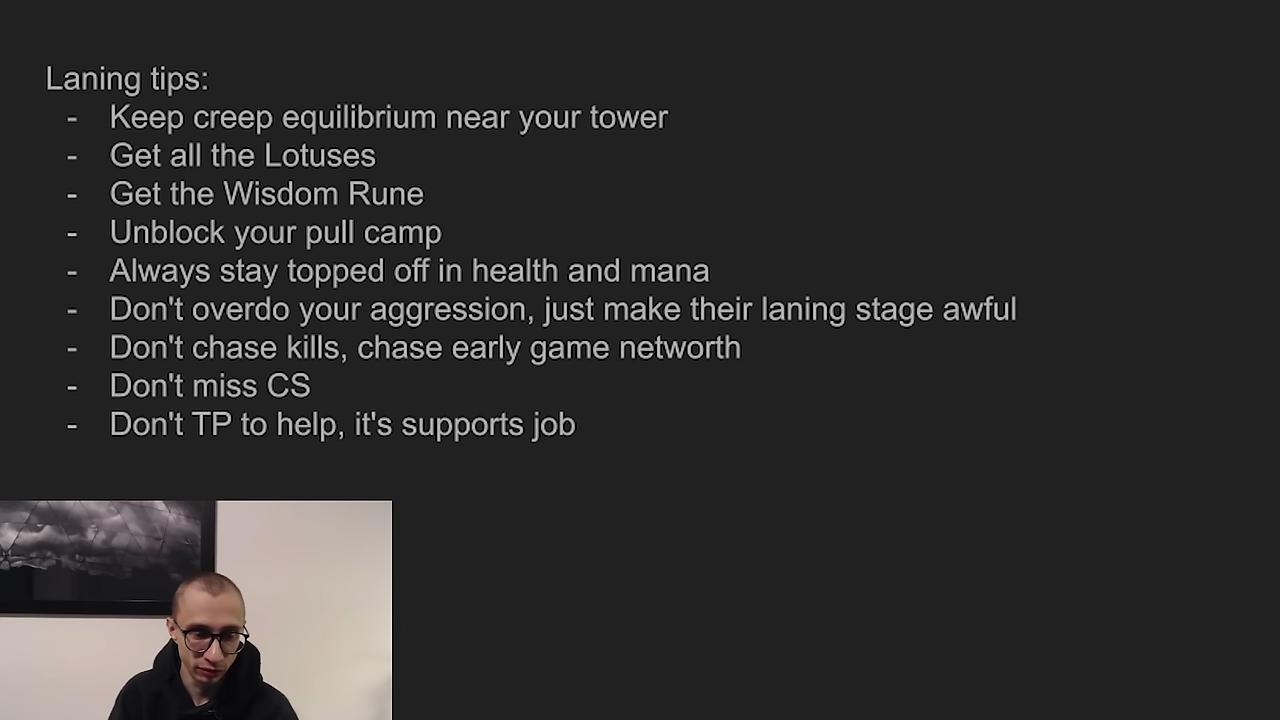 Laning tips:
- Keep creep equilibrium near your tower
- Get all the Lotuses
- Get the Wisdom Rune
- Unblock your pull camp
- Always stay topped off in health and mana
- Don't overdo your aggression, just make their laning stage awful
- Don't chase kills, chase early game networth
- Don't miss CS
- Don't TP to help, it's supports job